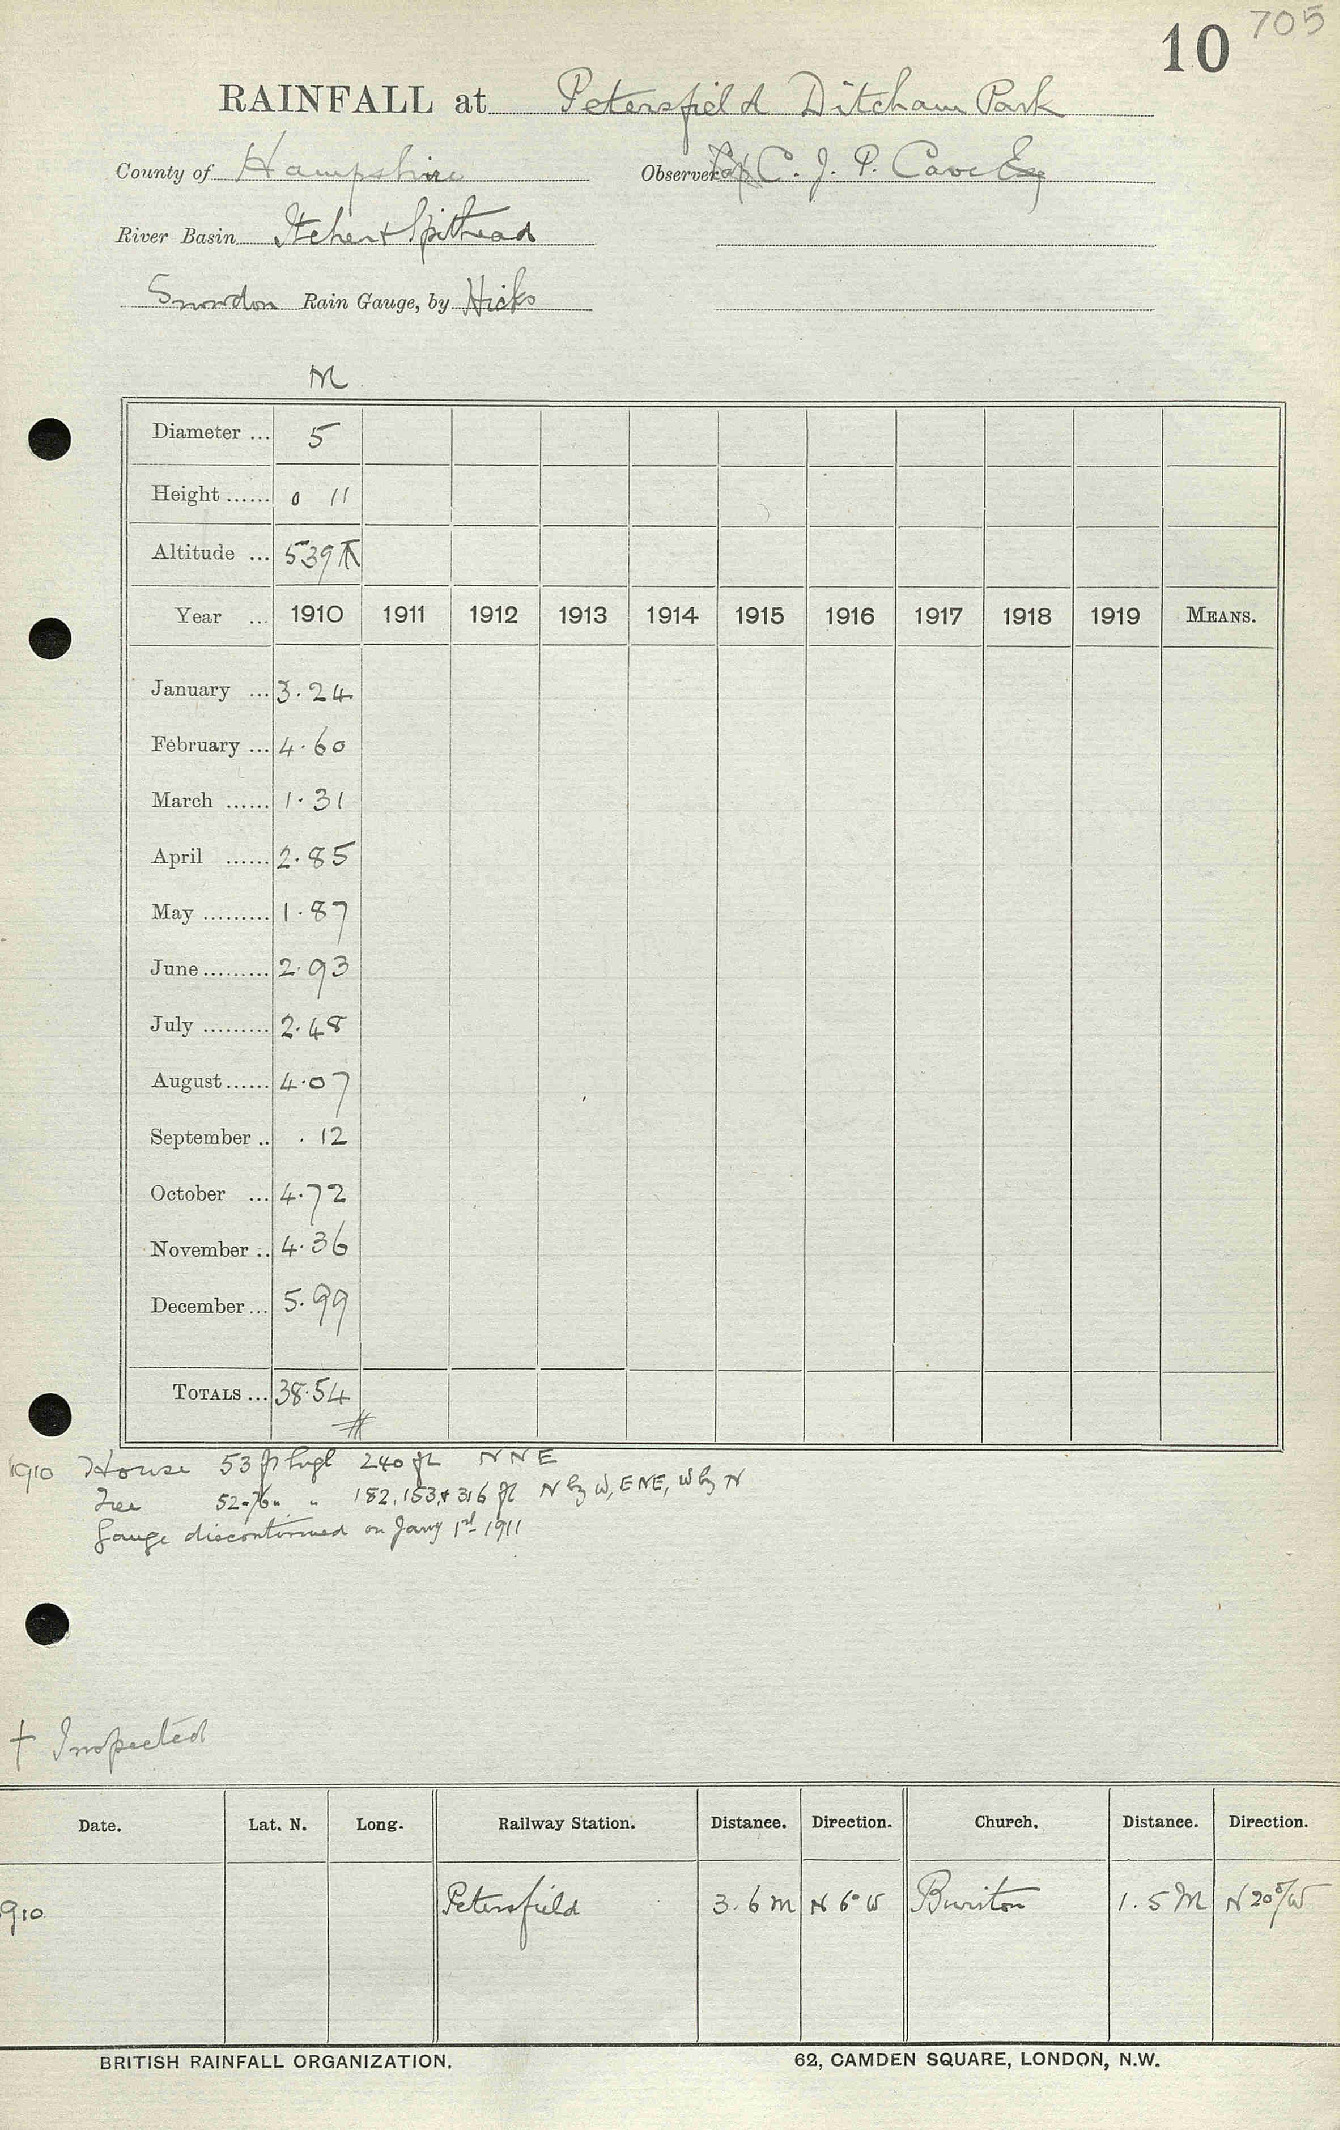 10 705
RAINFALL at Petersfield Ditcham Park
County of Hampshire Observer Capt C. J. P. Cave Esq
River Basin Itchen & Spithead
Snowdon Rain Gauge, by Hicks
M
Diameter ... 5
Height ...... 0 11
Altitude ... 539
Year ... 1910 1911 1912 1913 1914 1915 1916 1917 1918 1919 MEANS.
January ... 3.24
February ... 4.60
March ...... 1.31
April ...... 2.85
May ......... 1.87
June ......... 2.93
July ......... 2.48
August ...... 4.07
September .. .12
October ... 4.72
November .. 4.36
December ... 5.99
TOTALS ... 38.54
1910 House 53 ft high 240 ft NNE
Tree 52-76 " " 182, 153, & 316 ft N by W, ENE, W by N
Gauge discontinued on Jany 1st 1911
† Inspected
Date. Lat. N. Long. Railway Station. Distance. Direction. Church. Distance. Direction.
1910 Petersfield 3.6 m N 6° W Buriton 1.5 M N 20° W
BRITISH RAINFALL ORGANIZATION. 62, CAMDEN SQUARE, LONDON, N.W.